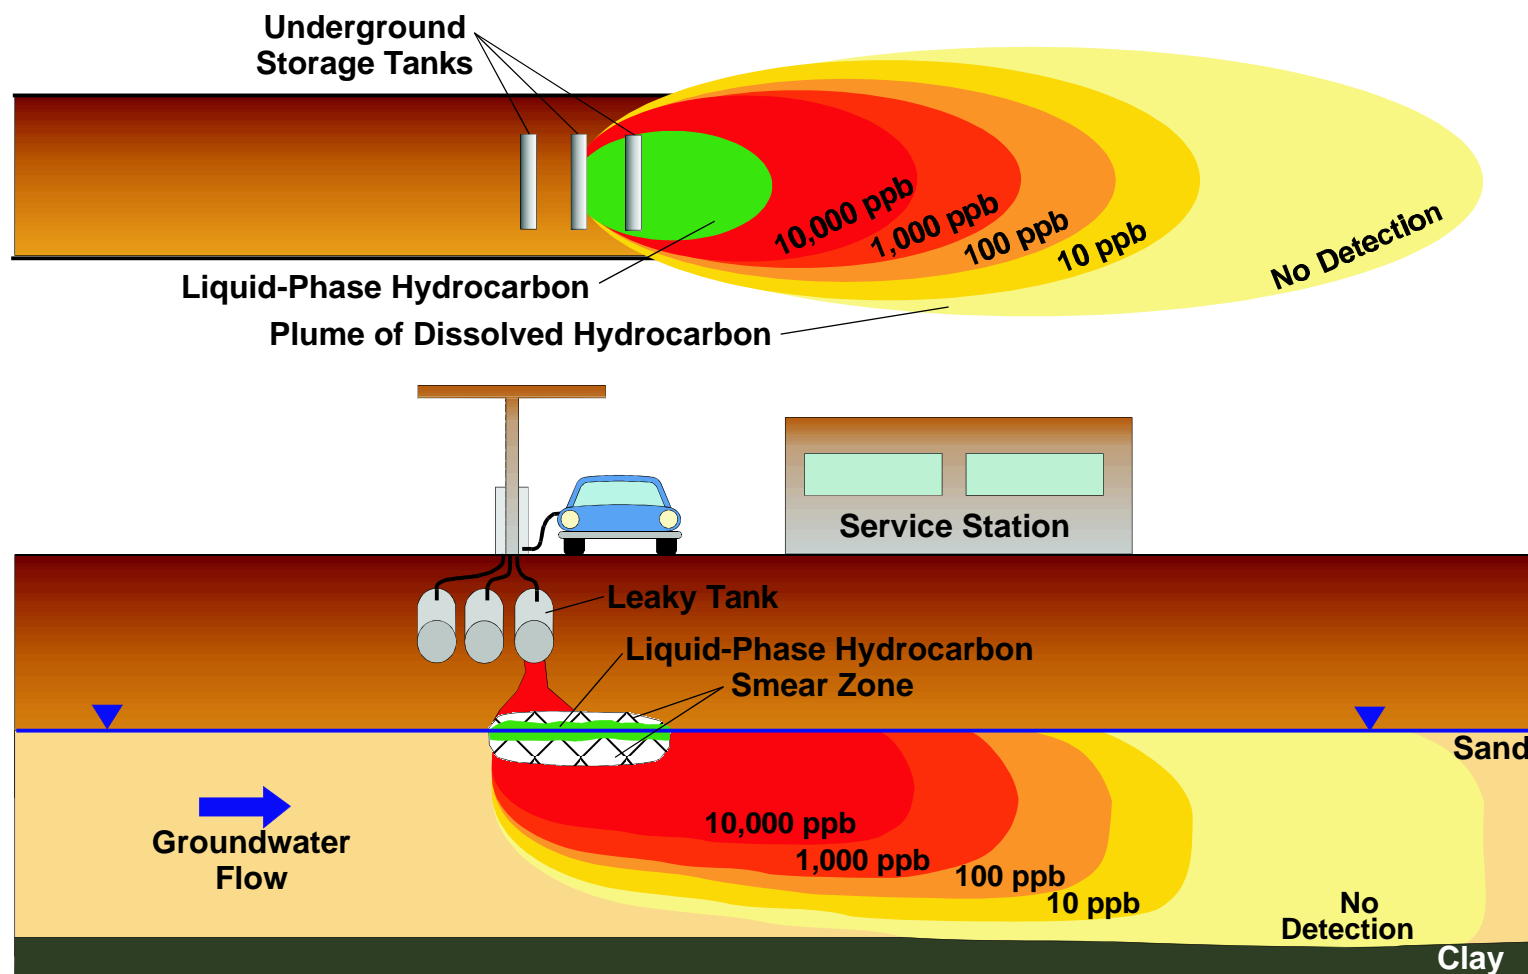 Underground
Storage Tanks
10,000 ppb
1,000 ppb
100 ppb
10 ppb
No Detection
Liquid-Phase Hydrocarbon
Plume of Dissolved Hydrocarbon
Service Station
Leaky Tank
Liquid-Phase Hydrocarbon
Smear Zone
Sand
Groundwater
Flow
10,000 ppb
1,000 ppb
100 ppb
10 ppb
No
Detection
Clay